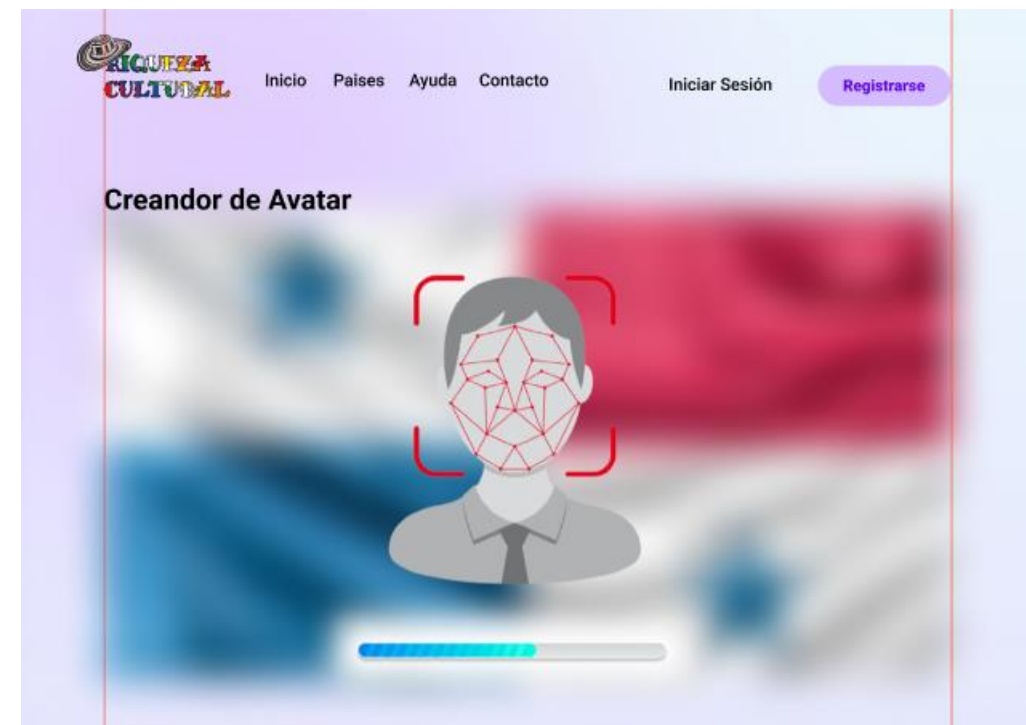 RIQUEZA
CULTURAL
Inicio Paises Ayuda Contacto
Iniciar Sesión
Registrarse
Creandor de Avatar